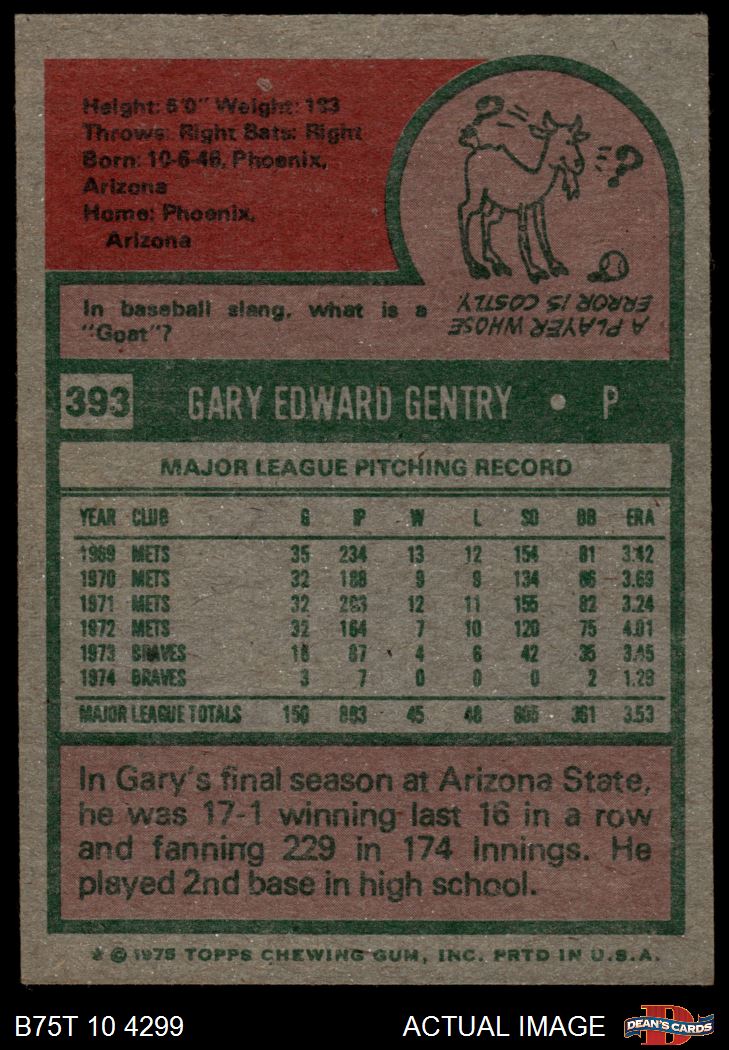 Height: 6'0" Weight: 183
Throws: Right Bats: Right
Born: 10-6-46, Phoenix,
Arizona
Home: Phoenix,
Arizona
In baseball slang, what is a
"Goat"?
A PLAYER WHOSE
ERROR IS COSTLY.
393 GARY EDWARD GENTRY • P
MAJOR LEAGUE PITCHING RECORD
YEAR CLUB G IP W L SO BB ERA
1969 METS 35 234 13 12 154 81 3.42
1970 METS 32 188 9 9 134 86 3.69
1971 METS 32 203 12 11 155 82 3.24
1972 METS 32 164 7 10 120 75 4.01
1973 BRAVES 16 87 4 6 42 35 3.45
1974 BRAVES 3 7 0 0 0 2 1.29
MAJOR LEAGUE TOTALS 150 883 45 48 605 361 3.53
In Gary's final season at Arizona State,
he was 17-1 winning last 16 in a row
and fanning 229 in 174 innings. He
played 2nd base in high school.
© 1975 TOPPS CHEWING GUM, INC. PRTD IN U.S.A.
B75T 10 4299 ACTUAL IMAGE DEAN'S CARDS